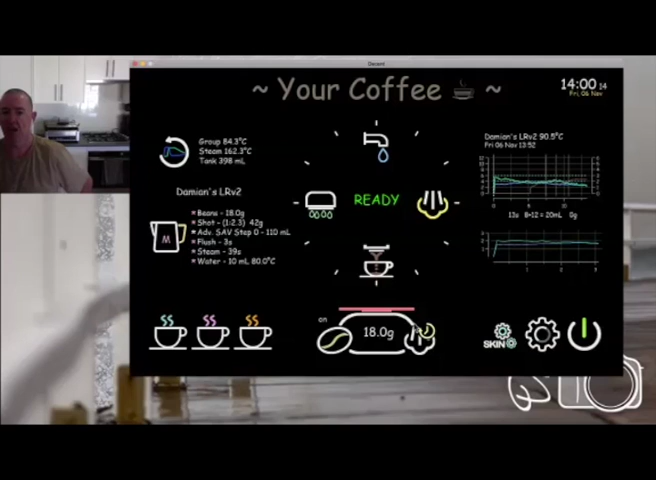 Decent
~ Your Coffee ~
14:00 14
Fri, 06 Nov
Group 84.3°C
Steam 162.3°C
Tank 398 mL
Damian's LRv2
Beans - 18.0g
Shot - (1:2.3) 42g
Adv. SAV Step 0 - 110 mL
Flush - 3s
Steam - 39s
Water - 10 mL 80.0°C
M
READY
Damian's LRv2 90.5°C
Fri 06 Nov 13:52
18.0g
on
SKIN